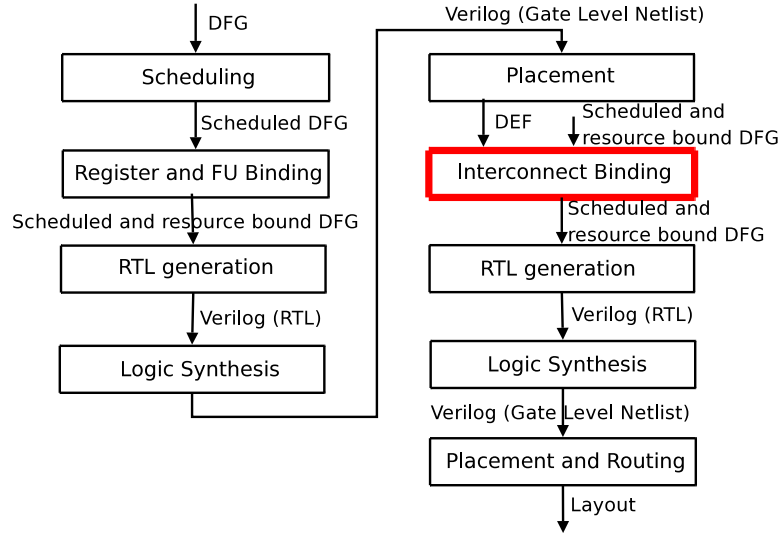 DFG
Scheduling
Scheduled DFG
Register and FU Binding
Scheduled and resource bound DFG
RTL generation
Verilog (RTL)
Logic Synthesis
Verilog (Gate Level Netlist)
Placement
DEF
Scheduled and
resource bound DFG
Interconnect Binding
Scheduled and
resource bound DFG
RTL generation
Verilog (RTL)
Logic Synthesis
Verilog (Gate Level Netlist)
Placement and Routing
Layout